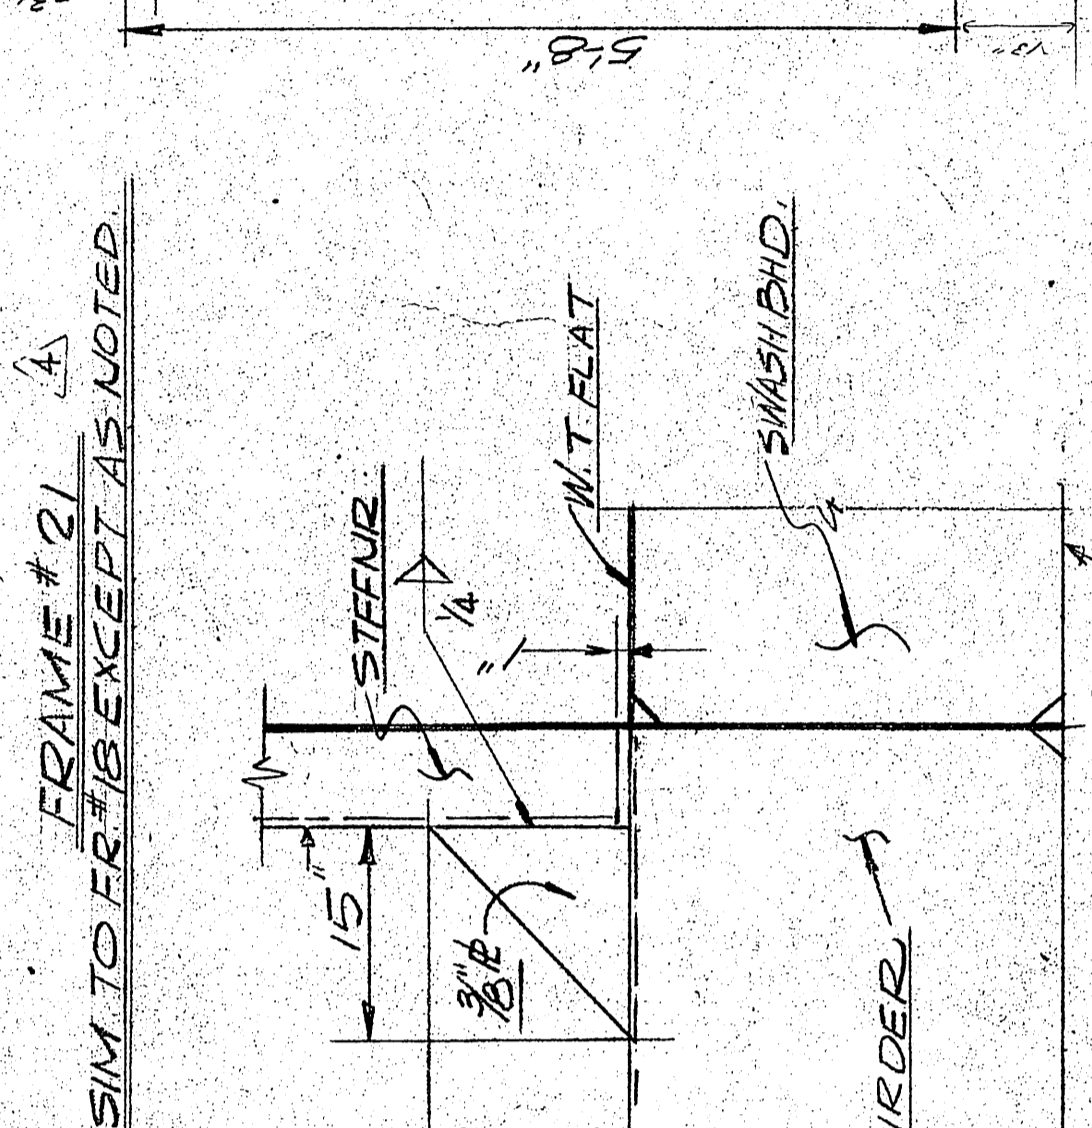 FRAME # 21
4
SIM. TO FR. # 18 EXCEPT AS NOTED.
5'-8"
STFFNR
1/4
W.T FLAT
SWASH BHD.
1"
15"
3/8" PL
IRDER